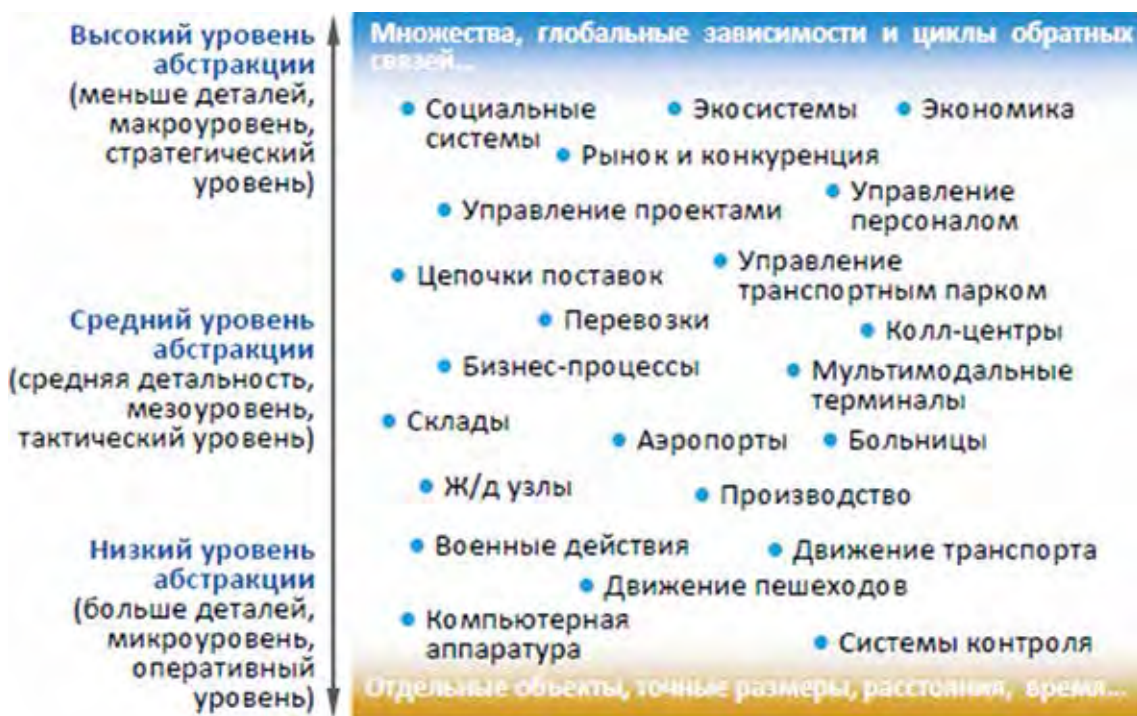 Высокий уровень
абстракции
(меньше деталей,
макроуровень,
стратегический
уровень)
Средний уровень
абстракции
(средняя детальность,
мезоуровень,
тактический уровень)
Низкий уровень
абстракции
(больше деталей,
микроуровень,
оперативный
уровень)
Множества, глобальные зависимости и циклы обратных
связей...
• Социальные
системы
• Экосистемы
• Экономика
• Рынок и конкуренция
• Управление проектами
• Управление
персоналом
• Цепочки поставок
• Управление
транспортным парком
• Перевозки
• Колл-центры
• Бизнес-процессы
• Мультимодальные
терминалы
• Склады
• Аэропорты
• Больницы
• Ж/д узлы
• Производство
• Военные действия
• Движение транспорта
• Движение пешеходов
• Компьютерная
аппаратура
• Системы контроля
Отдельные объекты, точные размеры, расстояния, время...